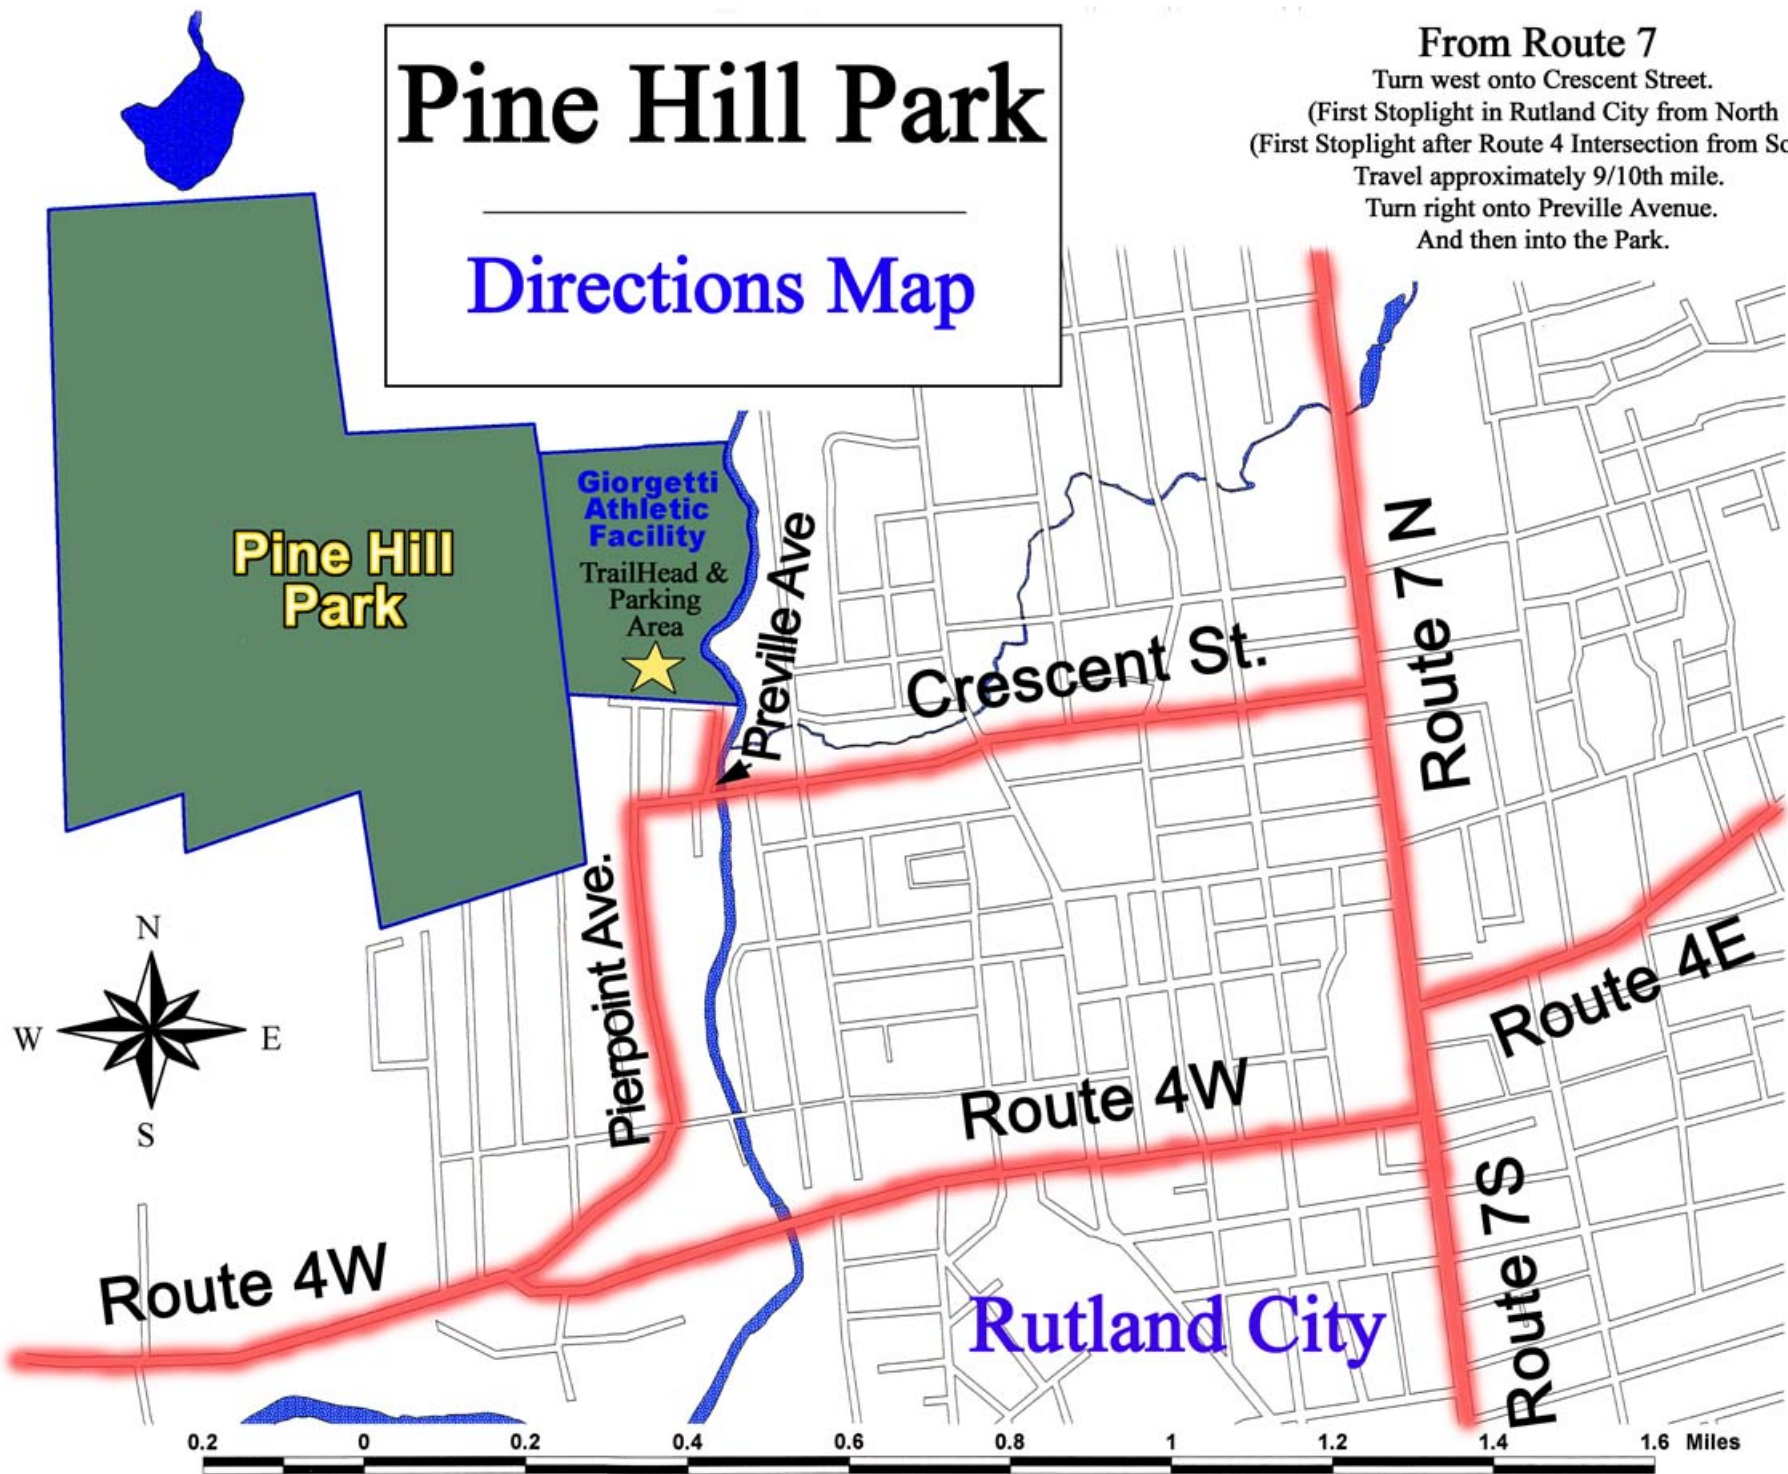 Pine Hill Park
Directions Map
From Route 7
Turn west onto Crescent Street.
(First Stoplight in Rutland City from North
(First Stoplight after Route 4 Intersection from
Travel approximately 9/10th mile.
Turn right onto Preville Avenue.
And then into the Park.
Pine Hill
Park
Giorgetti
Athletic
Facility
TrailHead &
Parking
Area
Preville Ave
Crescent St.
Route 7 N
Pierpoint Ave.
Route 4E
Route 4W
Route 4W
Route 7S
Rutland City
N
W
E
S
0.2 0 0.2 0.4 0.6 0.8 1 1.2 1.4 1.6 Miles